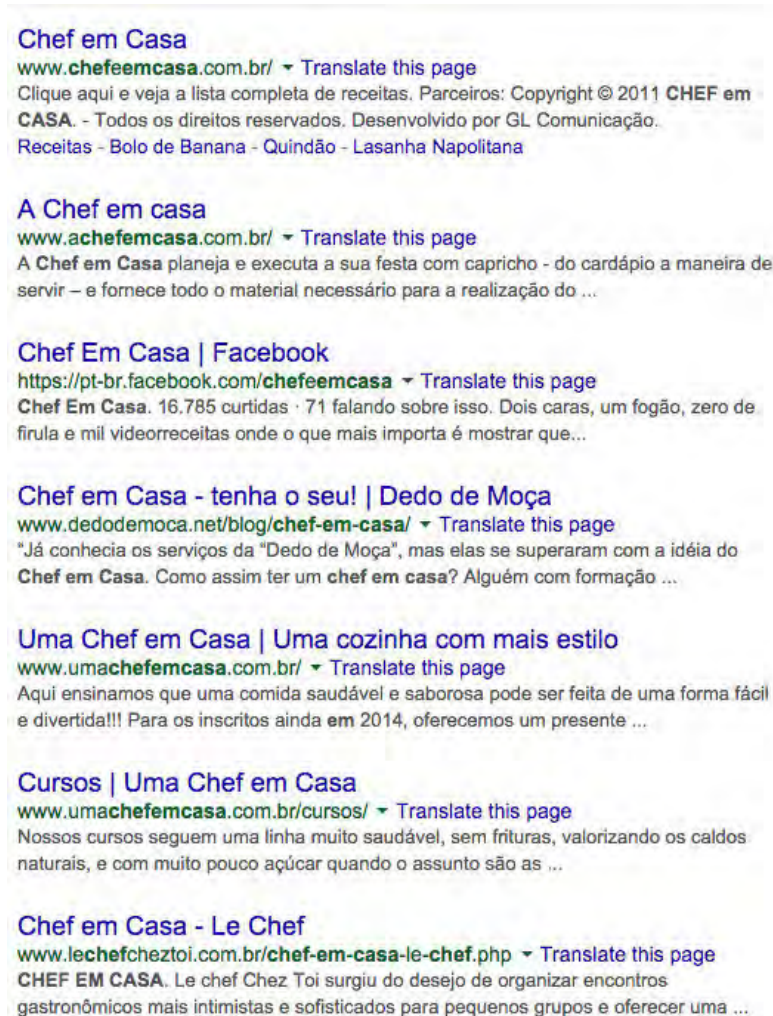 Chef em Casa
www.chefeemcasa.com.br/ ▾ Translate this page
Clique aqui e veja a lista completa de receitas. Parceiros: Copyright © 2011 CHEF em
CASA. - Todos os direitos reservados. Desenvolvido por GL Comunicação.
Receitas - Bolo de Banana - Quindão - Lasanha Napolitana
A Chef em casa
www.achefemcasa.com.br/ ▾ Translate this page
A Chef em Casa planeja e executa a sua festa com capricho - do cardápio a maneira de
servir – e fornece todo o material necessário para a realização do ...
Chef Em Casa | Facebook
https://pt-br.facebook.com/chefeemcasa ▾ Translate this page
Chef Em Casa. 16.785 curtidas · 71 falando sobre isso. Dois caras, um fogão, zero de
firula e mil videorreceitas onde o que mais importa é mostrar que...
Chef em Casa - tenha o seu! | Dedo de Moça
www.dedodemoca.net/blog/chef-em-casa/ ▾ Translate this page
"Já conhecia os serviços da "Dedo de Moça", mas elas se superaram com a idéia do
Chef em Casa. Como assim ter um chef em casa? Alguém com formação ...
Uma Chef em Casa | Uma cozinha com mais estilo
www.umachefemcasa.com.br/ ▾ Translate this page
Aqui ensinamos que uma comida saudável e saborosa pode ser feita de uma forma fácil
e divertida!!! Para os inscritos ainda em 2014, oferecemos um presente ...
Cursos | Uma Chef em Casa
www.umachefemcasa.com.br/cursos/ ▾ Translate this page
Nossos cursos seguem uma linha muito saudável, sem frituras, valorizando os caldos
naturais, e com muito pouco açúcar quando o assunto são as ...
Chef em Casa - Le Chef
www.lechefcheztoi.com.br/chef-em-casa-le-chef.php ▾ Translate this page
CHEF EM CASA. Le chef Chez Toi surgiu do desejo de organizar encontros
gastronômicos mais intimistas e sofisticados para pequenos grupos e oferecer uma ...